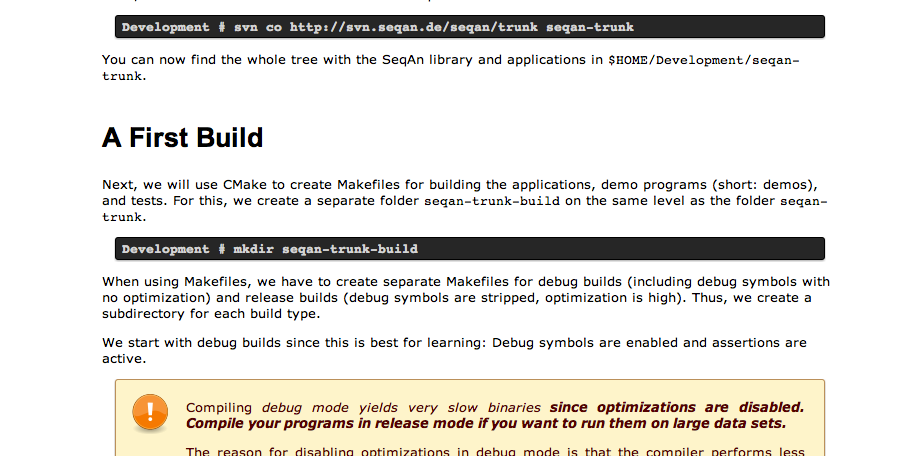 Development # svn co http://svn.seqan.de/seqan/trunk seqan-trunk
You can now find the whole tree with the SeqAn library and applications in $HOME/Development/seqan-
trunk.
A First Build
Next, we will use CMake to create Makefiles for building the applications, demo programs (short: demos),
and tests. For this, we create a separate folder seqan-trunk-build on the same level as the folder seqan-
trunk.
Development # mkdir seqan-trunk-build
When using Makefiles, we have to create separate Makefiles for debug builds (including debug symbols with
no optimization) and release builds (debug symbols are stripped, optimization is high). Thus, we create a
subdirectory for each build type.
We start with debug builds since this is best for learning: Debug symbols are enabled and assertions are
active.
Compiling debug mode yields very slow binaries since optimizations are disabled.
Compile your programs in release mode if you want to run them on large data sets.
The reason for disabling optimizations in debug mode is that the compiler performs less